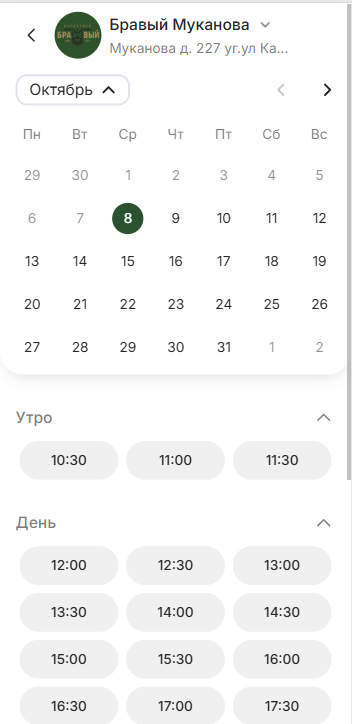 Бравый Муканова
Муканова д. 227 уг.ул Ка...
БРАВЫЙ
Октябрь
Пн Вт Ср Чт Пт Сб Вс
29 30 1 2 3 4 5
6 7 8 9 10 11 12
13 14 15 16 17 18 19
20 21 22 23 24 25 26
27 28 29 30 31 1 2
Утро
10:30 11:00 11:30
День
12:00 12:30 13:00
13:30 14:00 14:30
15:00 15:30 16:00
16:30 17:00 17:30